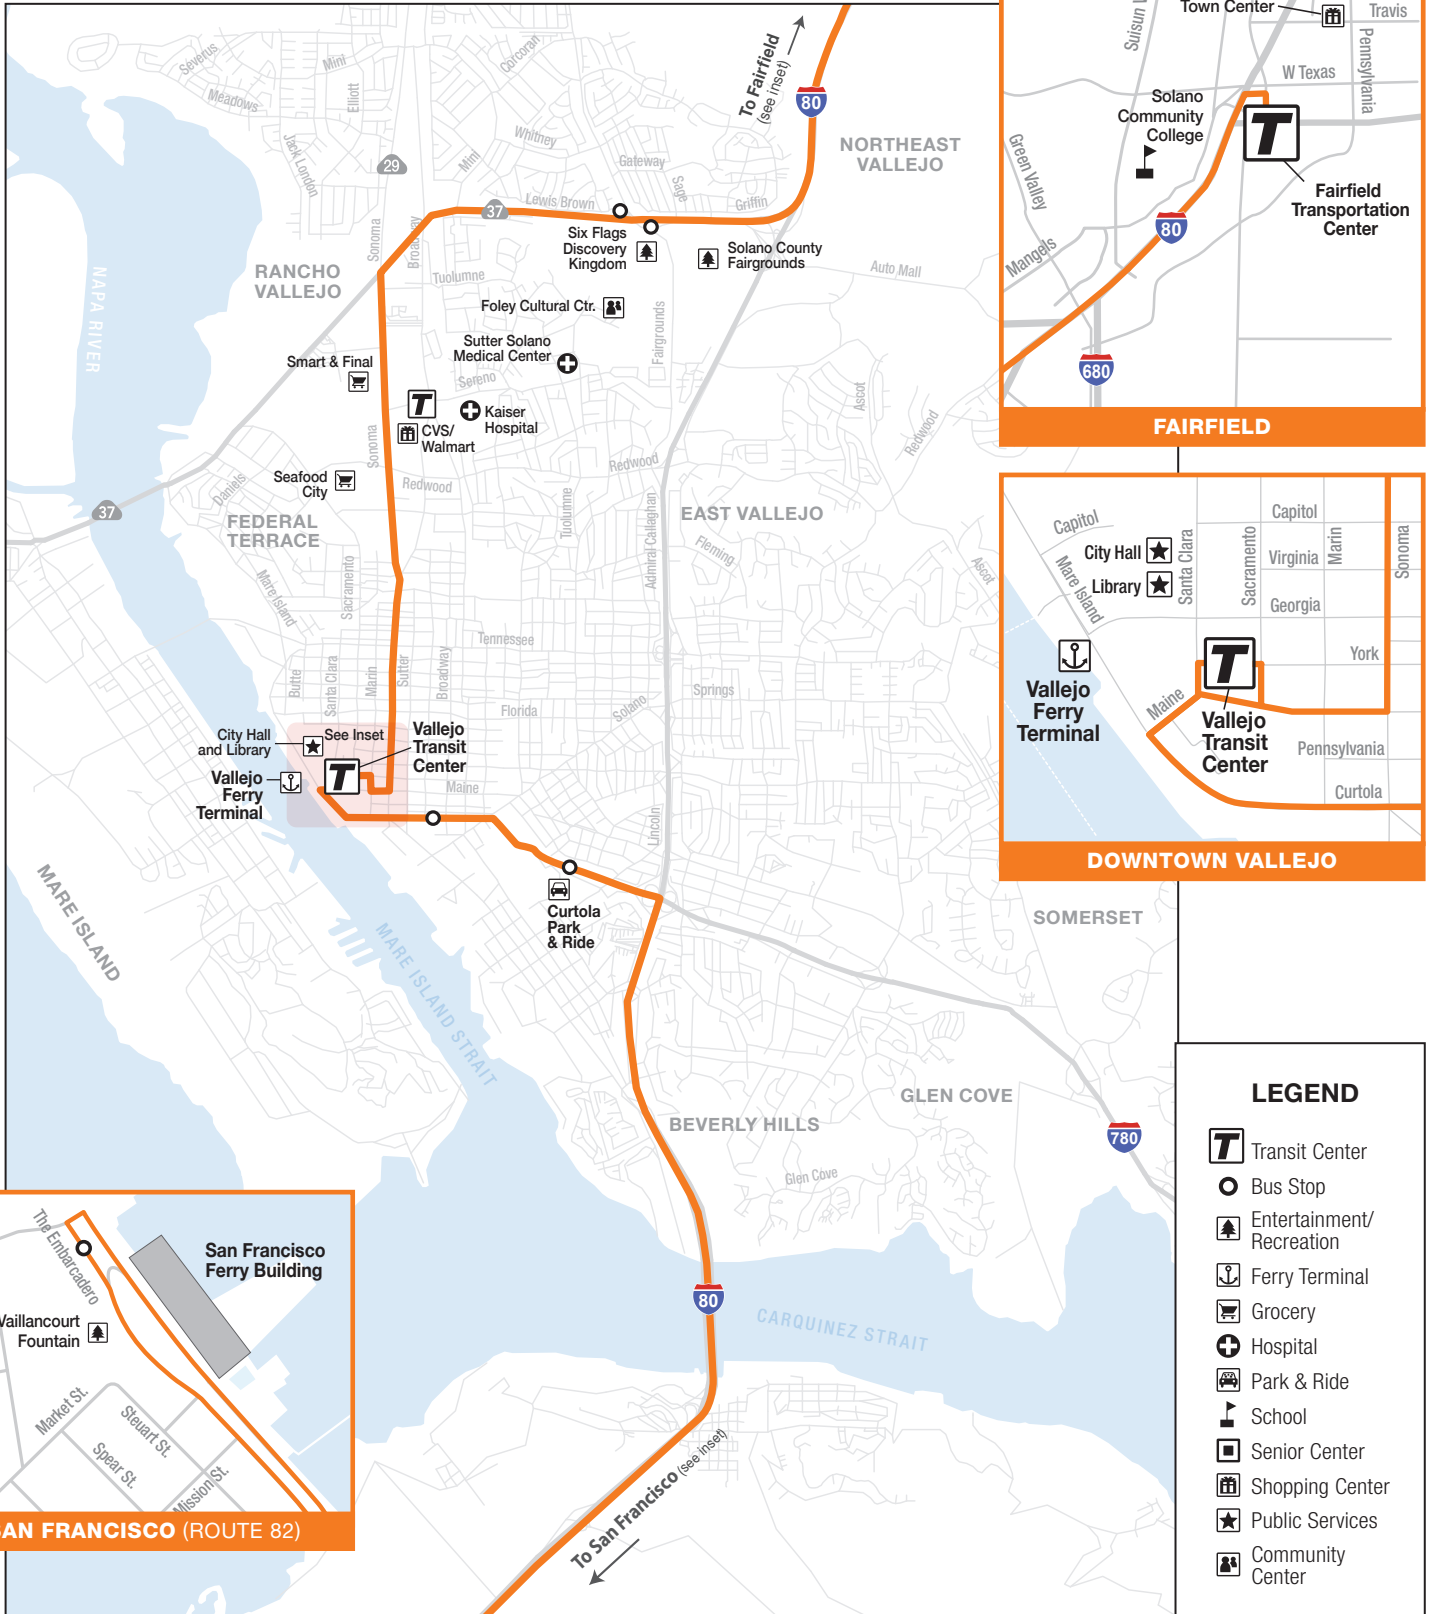 Severus
Meadows
Mini
Elliott
Corcoran
Jack London
Whitney
Mini
Gateway
Sage
29
To Fairfield
(see inset)
80
NORTHEAST
VALLEJO
Lewis Brown
Griffin
37
Sonoma
Broadway
Six Flags
Discovery
Kingdom
Solano County
Fairgrounds
Auto Mall
RANCHO
VALLEJO
Tuolumne
NAPA RIVER
Foley Cultural Ctr.
Fairgrounds
Sutter Solano
Medical Center
Smart & Final
Sereno
T
Kaiser
Hospital
CVS/
Walmart
Ascot
Redwood
Sonoma
Redwood
Seafood
City
Redwood
Daniels
37
FEDERAL
TERRACE
Tuolumne
Admiral Callaghan
EAST VALLEJO
Fleming
Ascot
Mare Island
Sacramento
Tennessee
Butte
Santa Clara
Marin
Sutter
Broadway
Springs
Solano
Florida
City Hall
and Library
See Inset
Vallejo
Transit
Center
T
Vallejo
Ferry
Terminal
Maine
Lincoln
Curtola
Park
& Ride
MARE ISLAND
MARE ISLAND STRAIT
SOMERSET
GLEN COVE
BEVERLY HILLS
Glen Cove
780
80
CARQUINEZ STRAIT
To San Francisco (see inset)
Suisun V
Town Center
Travis
Pennsylvania
W Texas
Solano
Community
College
T
Green Valley
Fairfield
Transportation
Center
80
Mangels
680
FAIRFIELD
Capitol
Capitol
City Hall
Library
Mare Island
Santa Clara
Sacramento
Virginia
Marin
Sonoma
Georgia
York
T
Vallejo
Ferry
Terminal
Maine
Vallejo
Transit
Center
Pennsylvania
Curtola
DOWNTOWN VALLEJO
The Embarcadero
San Francisco
Ferry Building
Vaillancourt
Fountain
Market St.
Steuart St.
Spear St.
Mission St.
SAN FRANCISCO (ROUTE 82)
LEGEND
T Transit Center
Bus Stop
Entertainment/
Recreation
Ferry Terminal
Grocery
Hospital
Park & Ride
School
Senior Center
Shopping Center
Public Services
Community
Center